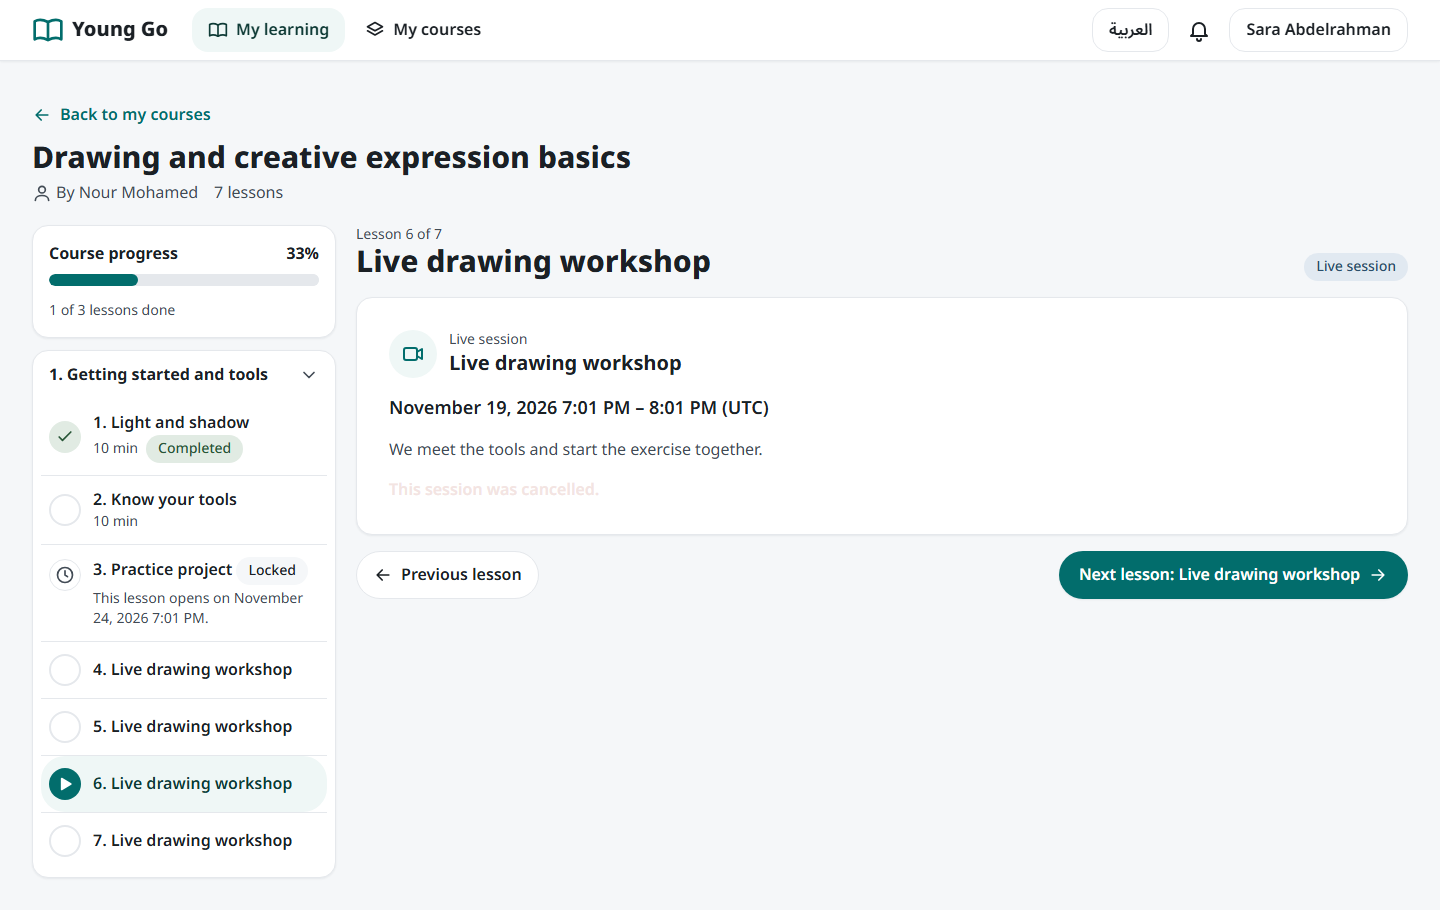 Young Go
My learning
My courses
العربية
Sara Abdelrahman
Back to my courses
Drawing and creative expression basics
By Nour Mohamed 7 lessons
Course progress 33%
1 of 3 lessons done
1. Getting started and tools
1. Light and shadow
10 min Completed
2. Know your tools
10 min
3. Practice project Locked
This lesson opens on November
24, 2026 7:01 PM.
4. Live drawing workshop
5. Live drawing workshop
6. Live drawing workshop
7. Live drawing workshop
Lesson 6 of 7
Live drawing workshop
Live session
Live session
Live drawing workshop
November 19, 2026 7:01 PM – 8:01 PM (UTC)
We meet the tools and start the exercise together.
This session was cancelled.
Previous lesson
Next lesson: Live drawing workshop